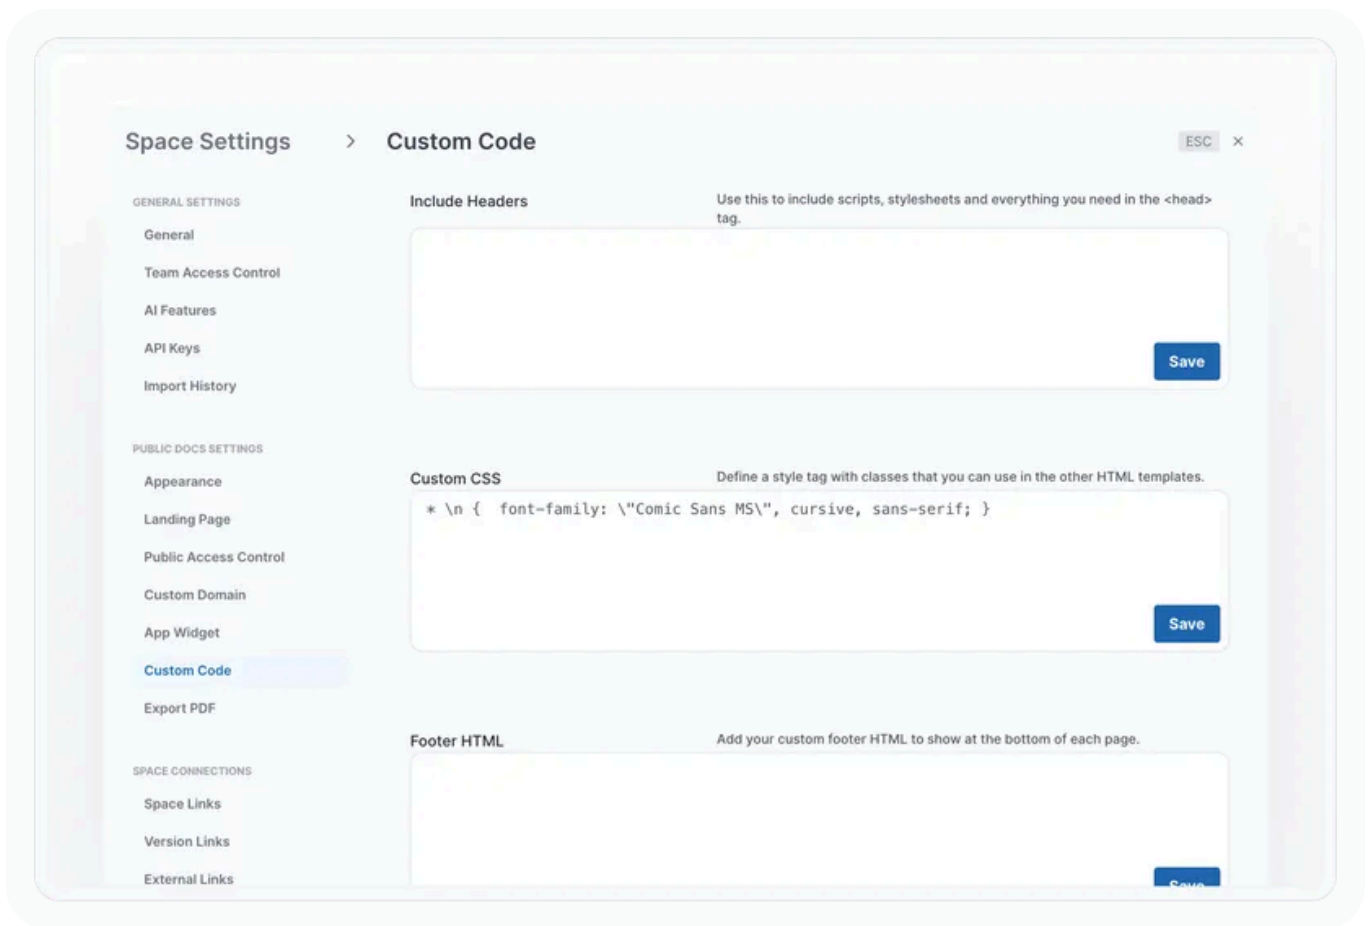 Space Settings > Custom Code ESC ×
GENERAL SETTINGS
General
Team Access Control
AI Features
API Keys
Import History
PUBLIC DOCS SETTINGS
Appearance
Landing Page
Public Access Control
Custom Domain
App Widget
Custom Code
Export PDF
SPACE CONNECTIONS
Space Links
Version Links
External Links
Include Headers
Use this to include scripts, stylesheets and everything you need in the <head>
tag.
Save
Custom CSS
Define a style tag with classes that you can use in the other HTML templates.
* \n {  font-family: \"Comic Sans MS\", cursive, sans-serif; }
Save
Footer HTML
Add your custom footer HTML to show at the bottom of each page.
Save